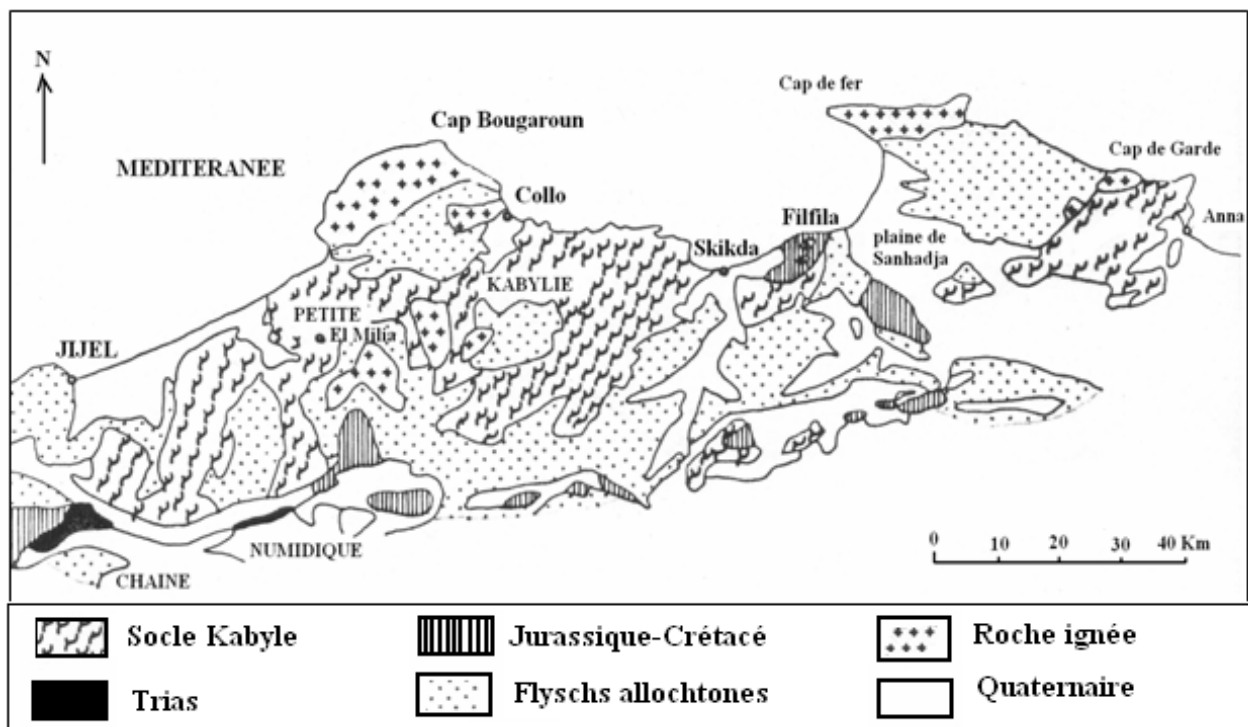 N
Cap de fer
Cap Bougaroun
MEDITERANEE
Cap de Garde
Collo
Filfila
Anna
Skikda
plaine de
Sanhadja
KABYLIE
PETITE
El Milia
JIJEL
NUMIDIQUE
CHAINE
0 10 20 30 40 Km
Socle Kabyle
Jurassique-Crétacé
Roche ignée
Trias
Flyschs allochtones
Quaternaire